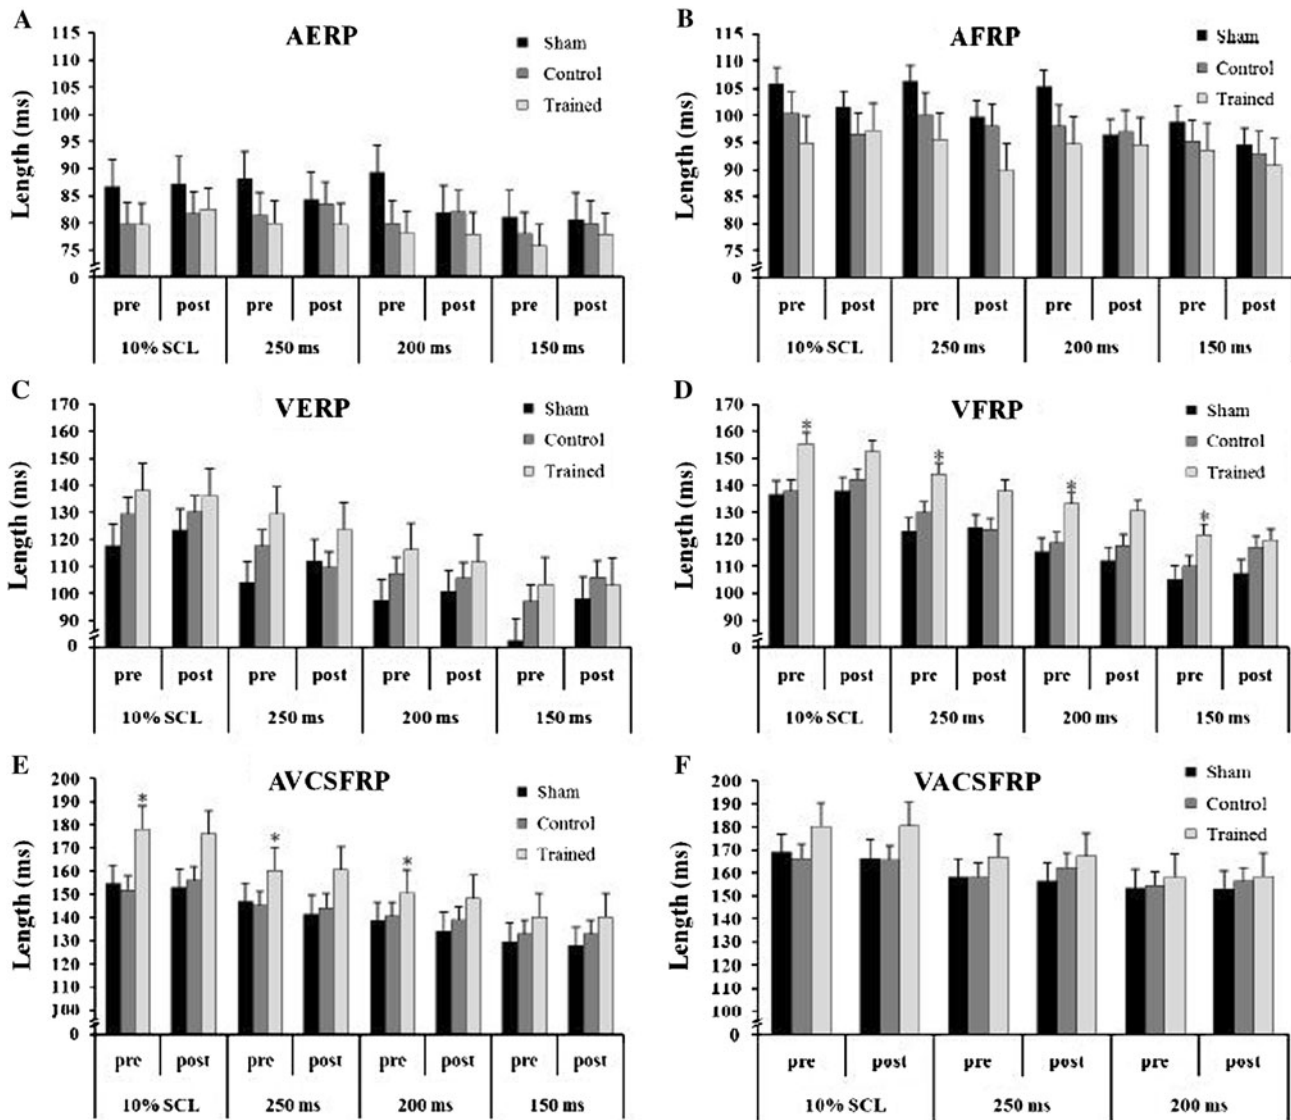 A
AERP
Sham
Control
Trained
Length (ms)
115
110
105
100
95
90
85
80
75
0
pre post pre post pre post pre post
10% SCL 250 ms 200 ms 150 ms
B
AFRP
Sham
Control
Trained
Length (ms)
115
110
105
100
95
90
85
80
75
0
pre post pre post pre post pre post
10% SCL 250 ms 200 ms 150 ms
C
VERP
Sham
Control
Trained
Length (ms)
170
160
150
140
130
120
110
100
90
0
pre post pre post pre post pre post
10% SCL 250 ms 200 ms 150 ms
D
VFRP
Sham
Control
Trained
Length (ms)
170
160
150
140
130
120
110
100
90
0
* * * *
pre post pre post pre post pre post
10% SCL 250 ms 200 ms 150 ms
E
AVCSFRP
Sham
Control
Trained
Length (ms)
200
190
180
170
160
150
140
130
120
110
100
0
* * *
pre post pre post pre post pre post
10% SCL 250 ms 200 ms 150 ms
F
VACSFRP
Sham
Control
Trained
Length (ms)
200
190
180
170
160
150
140
130
120
110
100
0
pre post pre post pre post
10% SCL 250 ms 200 ms